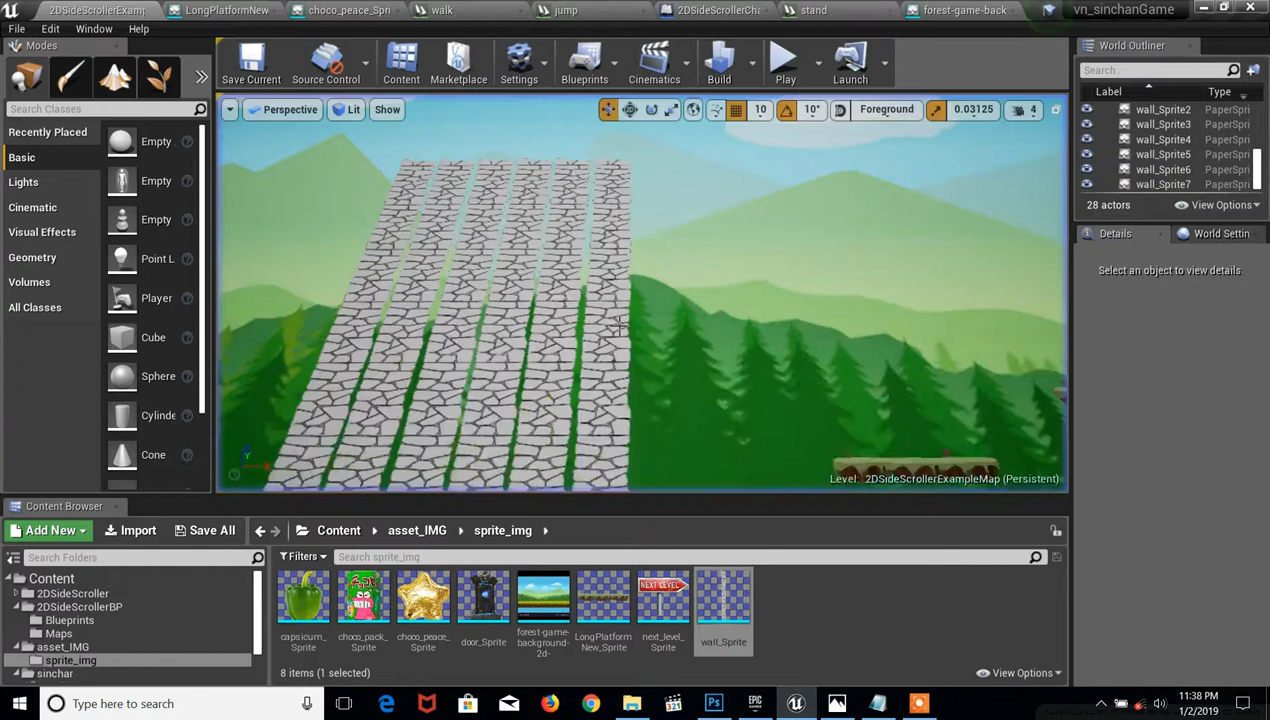 2DSideScrollerExamp
LongPlatformNew
choco_peace_Spri
walk
jump
2DSideScrollerCha
stand
forest-game-back
vn_sinchanGame
File
Edit
Window
Help
Modes
Search Classes
Recently Placed
Basic
Lights
Cinematic
Visual Effects
Geometry
Volumes
All Classes
Empty
Empty
Empty
Point L
Player
Cube
Sphere
Cylinde
Cone
Save Current
Source Control
Content
Marketplace
Settings
Blueprints
Cinematics
Build
Play
Launch
Perspective
Lit
Show
10
10°
Foreground
0.03125
4
Level: 2DSideScrollerExampleMap (Persistent)
World Outliner
Search...
Label
Type
wall_Sprite2 PaperSpri
wall_Sprite3 PaperSpri
wall_Sprite4 PaperSpri
wall_Sprite5 PaperSpri
wall_Sprite6 PaperSpri
wall_Sprite7 PaperSpri
28 actors
View Options
Details
World Settin
Select an object to view details.
Content Browser
Add New
Import
Save All
Content
asset_IMG
sprite_img
Search Folders
Filters
Search sprite_img
Content
2DSideScroller
2DSideScrollerBP
Blueprints
Maps
asset_IMG
sprite_img
sinchar
NEXT LEVEL
capsicum_
Sprite
choco_pack_
Sprite
choco_peace_
Sprite
door_Sprite
forest-game-
background-
2d-
LongPlatform
New_Sprite
next_level_
Sprite
wall_Sprite
8 items (1 selected)
View Options
Type here to search
11:38 PM
1/2/2019